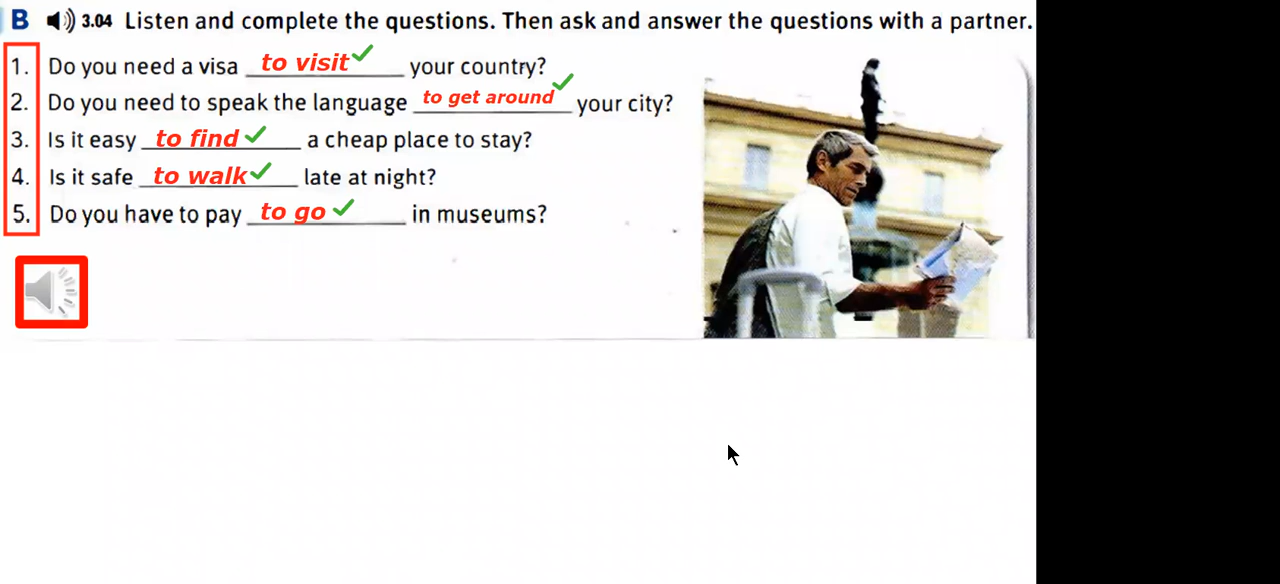 B 3.04 Listen and complete the questions. Then ask and answer the questions with a partner.
1. Do you need a visa to visit your country?
2. Do you need to speak the language to get around your city?
3. Is it easy to find a cheap place to stay?
4. Is it safe to walk late at night?
5. Do you have to pay to go in museums?